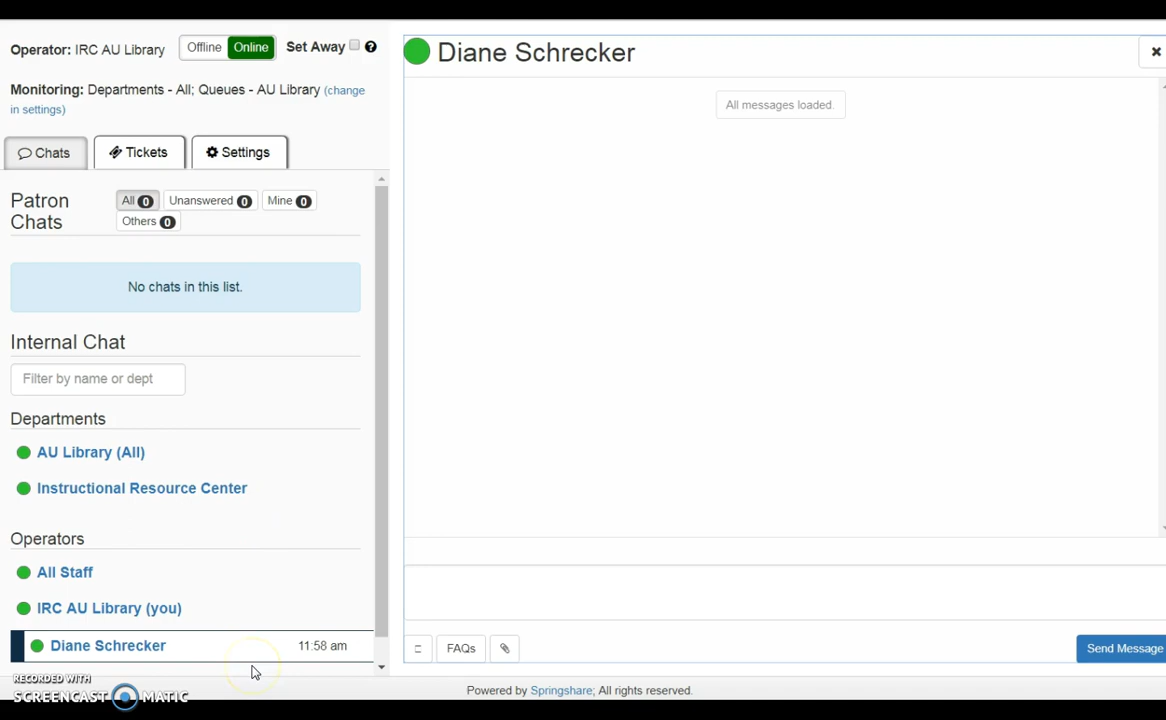 Operator: IRC AU Library
Offline Online
Set Away
Monitoring: Departments - All; Queues - AU Library (change in settings)
Chats Tickets Settings
Patron Chats
All 0 Unanswered 0 Mine 0
Others 0
No chats in this list.
Internal Chat
Filter by name or dept
Departments
AU Library (All)
Instructional Resource Center
Operators
All Staff
IRC AU Library (you)
Diane Schrecker 11:58 am
RECORDED WITH
SCREENCAST MATIC
Diane Schrecker
All messages loaded.
FAQs
Send Message
Powered by Springshare; All rights reserved.